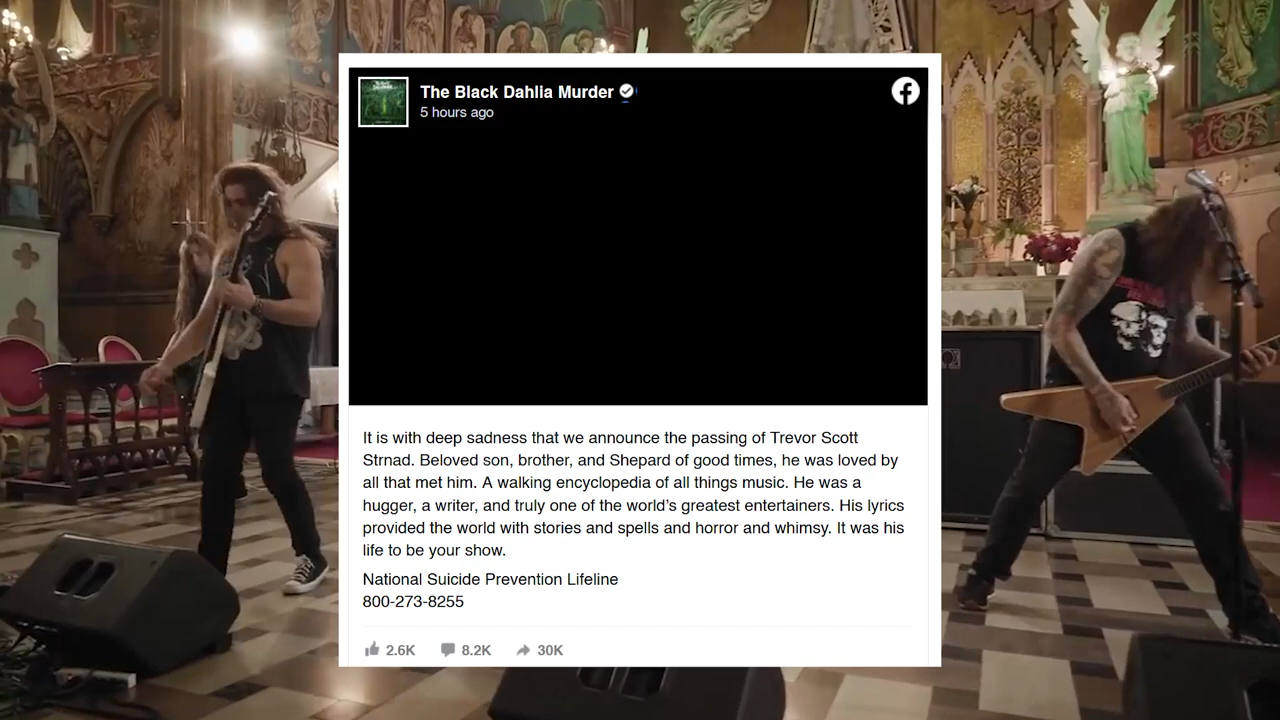 The Black Dahlia Murder
5 hours ago
It is with deep sadness that we announce the passing of Trevor Scott
Strnad. Beloved son, brother, and Shepard of good times, he was loved by
all that met him. A walking encyclopedia of all things music. He was a
hugger, a writer, and truly one of the world’s greatest entertainers. His lyrics
provided the world with stories and spells and horror and whimsy. It was his
life to be your show.
National Suicide Prevention Lifeline
800-273-8255
2.6K 8.2K 30K